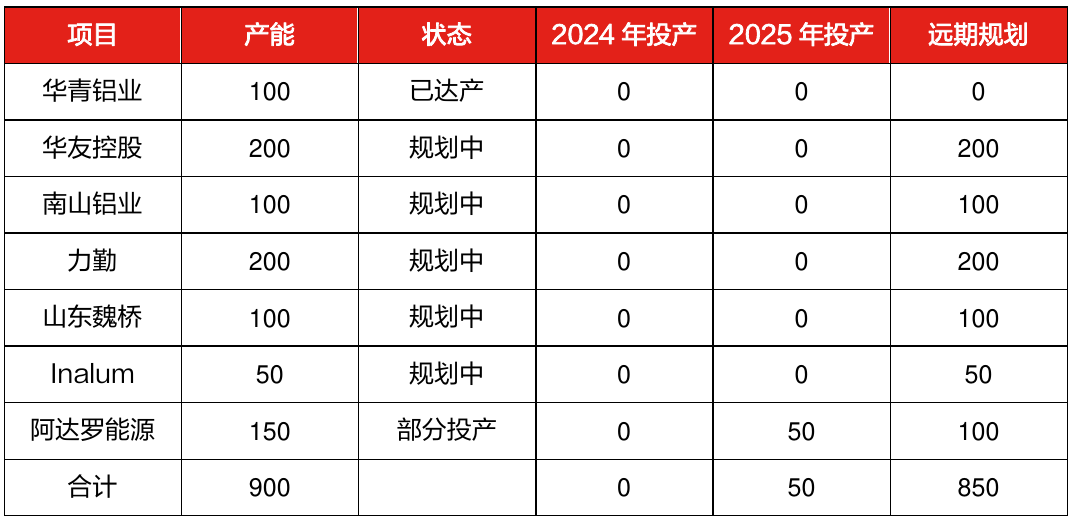 项目 产能 状态 2024 年投产 2025 年投产 远期规划
华青铝业 100 已达产 0 0 0
华友控股 200 规划中 0 0 200
南山铝业 100 规划中 0 0 100
力勤 200 规划中 0 0 200
山东魏桥 100 规划中 0 0 100
Inalum 50 规划中 0 0 50
阿达罗能源 150 部分投产 0 50 100
合计 900 0 50 850